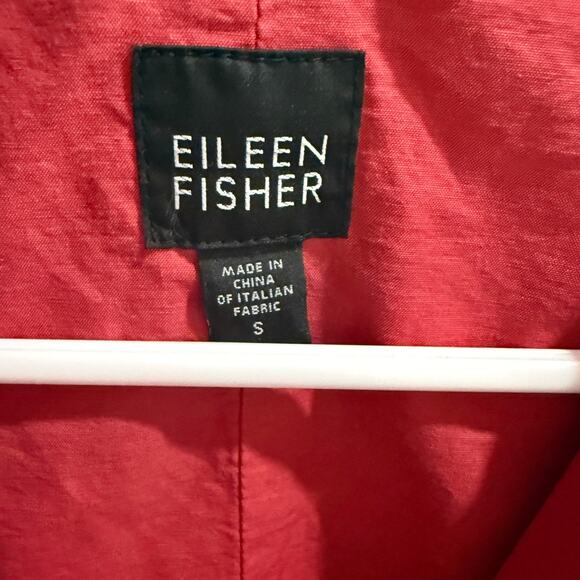 EILEEN
FISHER
MADE IN
CHINA
OF ITALIAN
FABRIC
S